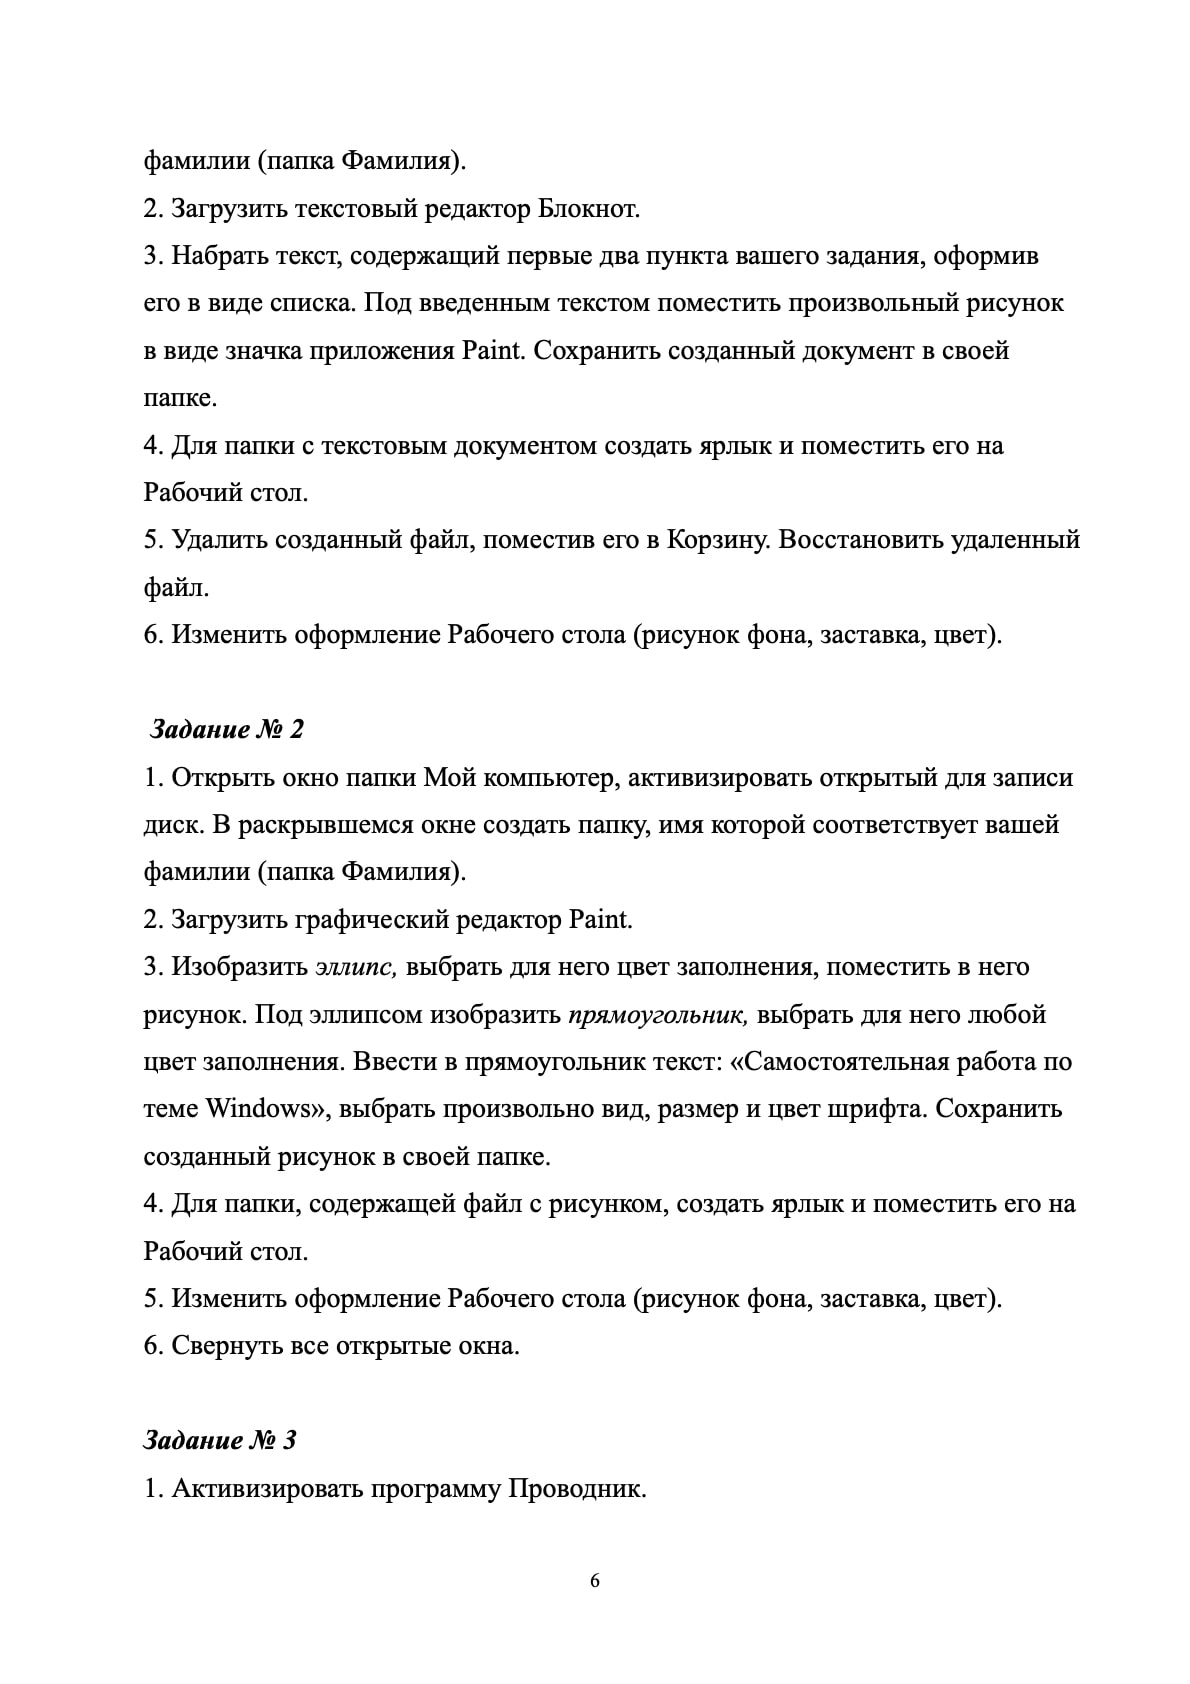 фамилии (папка Фамилия).
2. Загрузить текстовый редактор Блокнот.
3. Набрать текст, содержащий первые два пункта вашего задания, оформив
его в виде списка. Под введенным текстом поместить произвольный рисунок
в виде значка приложения Paint. Сохранить созданный документ в своей
папке.
4. Для папки с текстовым документом создать ярлык и поместить его на
Рабочий стол.
5. Удалить созданный файл, поместив его в Корзину. Восстановить удаленный
файл.
6. Изменить оформление Рабочего стола (рисунок фона, заставка, цвет).
Задание № 2
1. Открыть окно папки Мой компьютер, активизировать открытый для записи
диск. В раскрывшемся окне создать папку, имя которой соответствует вашей
фамилии (папка Фамилия).
2. Загрузить графический редактор Paint.
3. Изобразить эллипс, выбрать для него цвет заполнения, поместить в него
рисунок. Под эллипсом изобразить прямоугольник, выбрать для него любой
цвет заполнения. Ввести в прямоугольник текст: «Самостоятельная работа по
теме Windows», выбрать произвольно вид, размер и цвет шрифта. Сохранить
созданный рисунок в своей папке.
4. Для папки, содержащей файл с рисунком, создать ярлык и поместить его на
Рабочий стол.
5. Изменить оформление Рабочего стола (рисунок фона, заставка, цвет).
6. Свернуть все открытые окна.
Задание № 3
1. Активизировать программу Проводник.
6